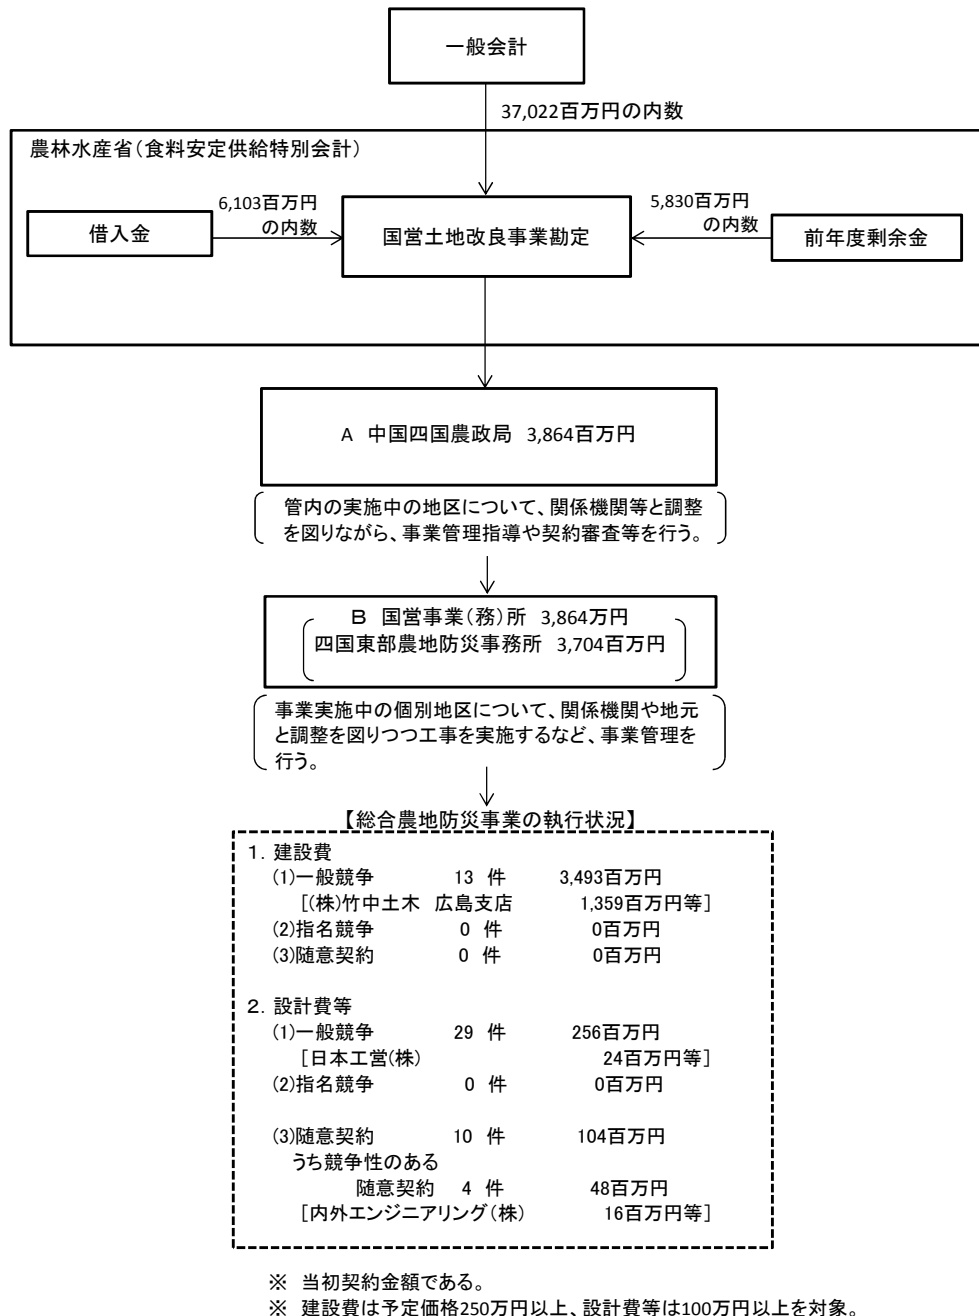 一般会計
37,022百万円の内数
農林水産省(食料安定供給特別会計)
6,103百万円
の内数
5,830百万円
の内数
借入金
国営土地改良事業勘定
前年度剰余金
A 中国四国農政局 3,864百万円
管内の実施中の地区について、関係機関等と調整
を図りながら、事業管理指導や契約審査等を行う。
B 国営事業(務)所 3,864万円
四国東部農地防災事務所 3,704百万円
事業実施中の個別地区について、関係機関や地元
と調整を図りつつ工事を実施するなど、事業管理を
行う。
【総合農地防災事業の執行状況】
1. 建設費
(1)一般競争 13 件 3,493百万円
[(株)竹中土木 広島支店 1,359百万円等]
(2)指名競争 0 件 0百万円
(3)随意契約 0 件 0百万円
2. 設計費等
(1)一般競争 29 件 256百万円
[日本工営(株) 24百万円等]
(2)指名競争 0 件 0百万円
(3)随意契約 10 件 104百万円
うち競争性のある
随意契約 4 件 48百万円
[内外エンジニアリング(株) 16百万円等]
※ 当初契約金額である。
※ 建設費は予定価格250万円以上、設計費等は100万円以上を対象。